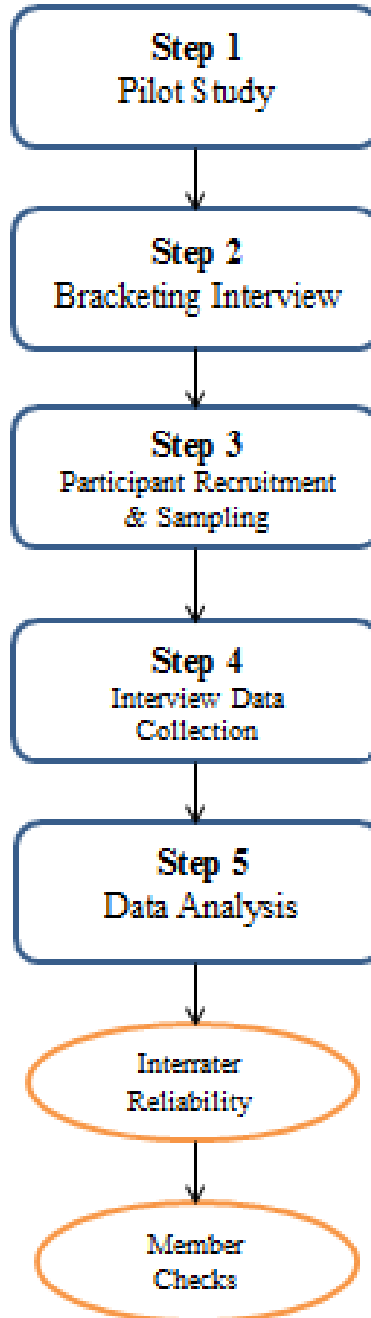 Step 1
Pilot Study
Step 2
Bracketing Interview
Step 3
Participant Recruitment
& Sampling
Step 4
Interview Data
Collection
Step 5
Data Analysis
Interrater
Reliability
Member
Checks